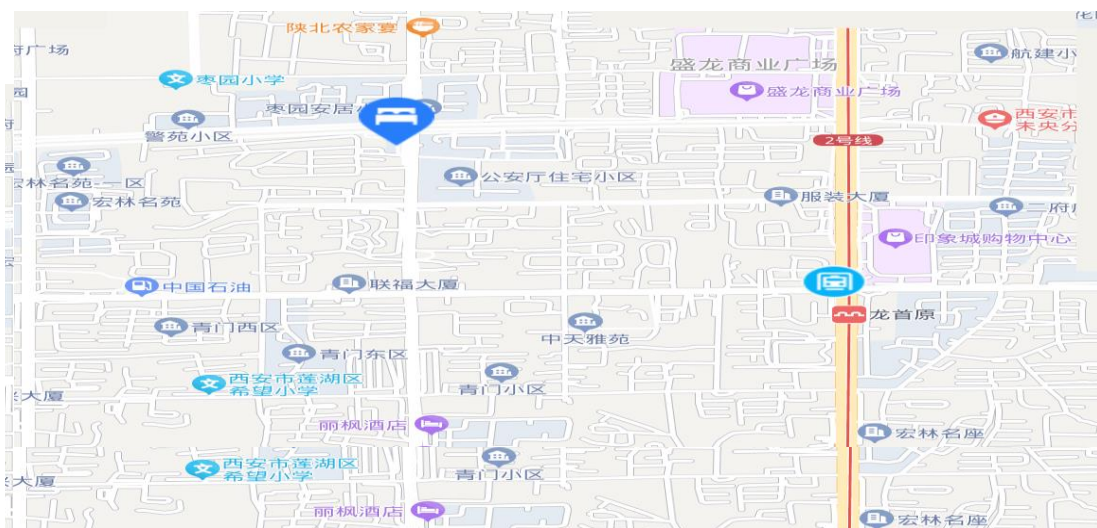 陕北农家宴
府广场
航建小
盛龙商业广场
枣园小学
盛龙商业广场
园
枣园安居小
西安市
未央分
警苑小区
2号线
宏林名苑一区
公安厅住宅小区
宏林名苑
服装大厦
二府
印象城购物中心
中国石油
联福大厦
龙首原
青门西区
中天雅苑
青门东区
西安市莲湖区
希望小学
青门小区
大厦
丽枫酒店
宏林名座
西安市莲湖区
希望小学
青门小区
大厦
丽枫酒店
宏林名座